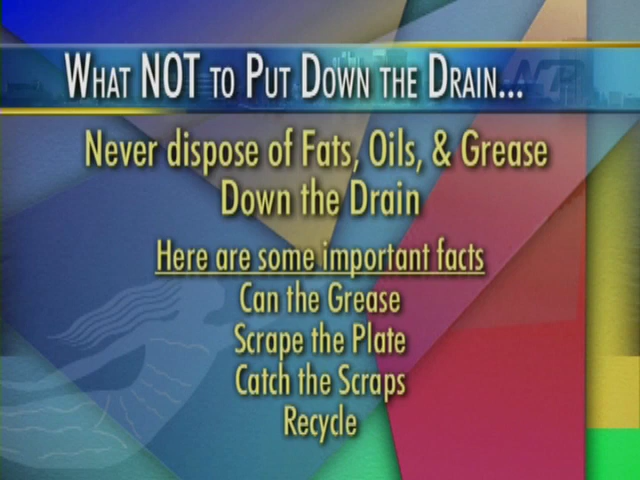 What NOT to Put Down the Drain...
Never dispose of Fats, Oils, & Grease
Down the Drain
Here are some important facts
Can the Grease
Scrape the Plate
Catch the Scraps
Recycle